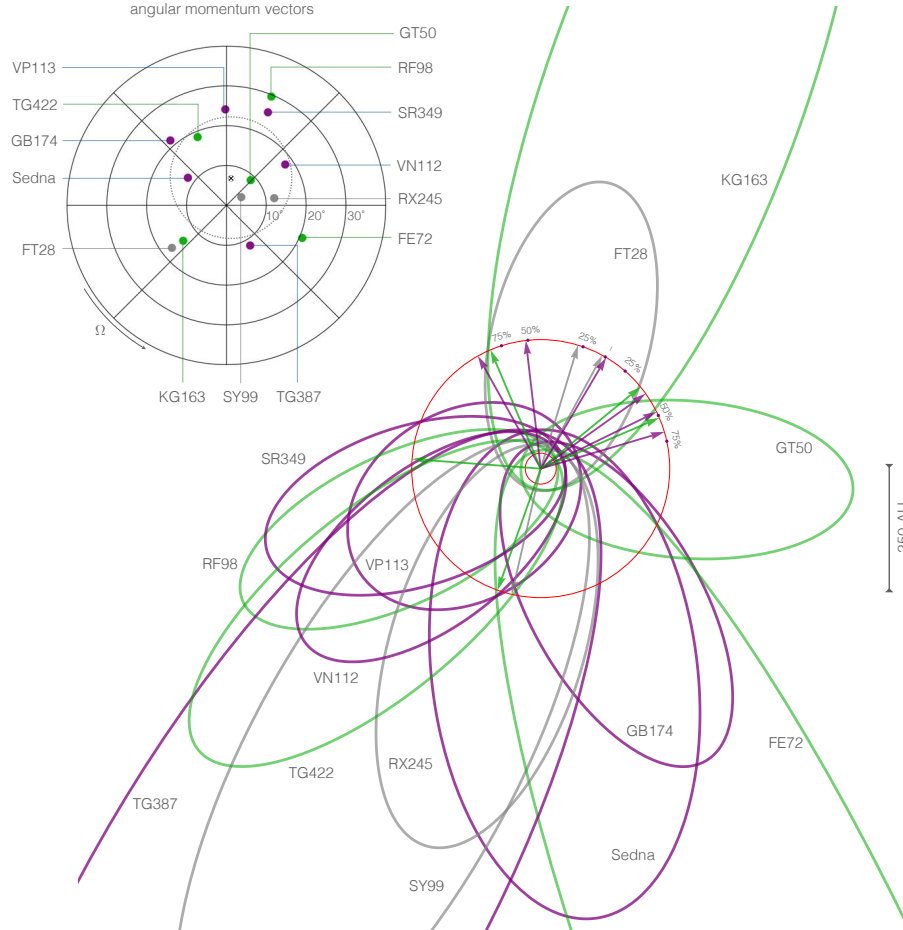 angular momentum vectors
GT50
VP113
RF98
TG422
SR349
GB174
VN112
Sedna
RX245
10° 20° 30°
FT28
FE72
Ω
KG163 SY99 TG387
KG163
FT28
75% 50% 25%
25%
50%
75%
SR349
GT50
RF98
VP113
VN112
TG422
RX245
GB174
FE72
TG387
Sedna
SY99